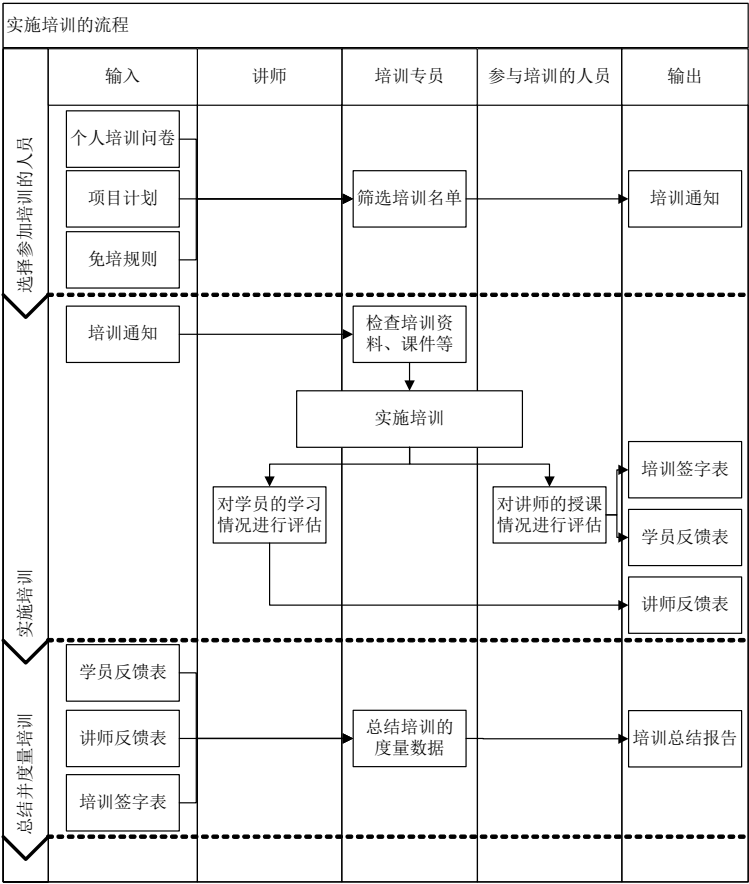 实施培训的流程
输入
讲师
培训专员
参与培训的人员
输出
选择参加培训的人员
个人培训问卷
项目计划
筛选培训名单
培训通知
免培规则
实施培训
培训通知
检查培训资
料、课件等
实施培训
对学员的学习
情况进行评估
对讲师的授课
情况进行评估
培训签字表
学员反馈表
讲师反馈表
总结并度量培训
学员反馈表
讲师反馈表
总结培训的
度量数据
培训总结报告
培训签字表